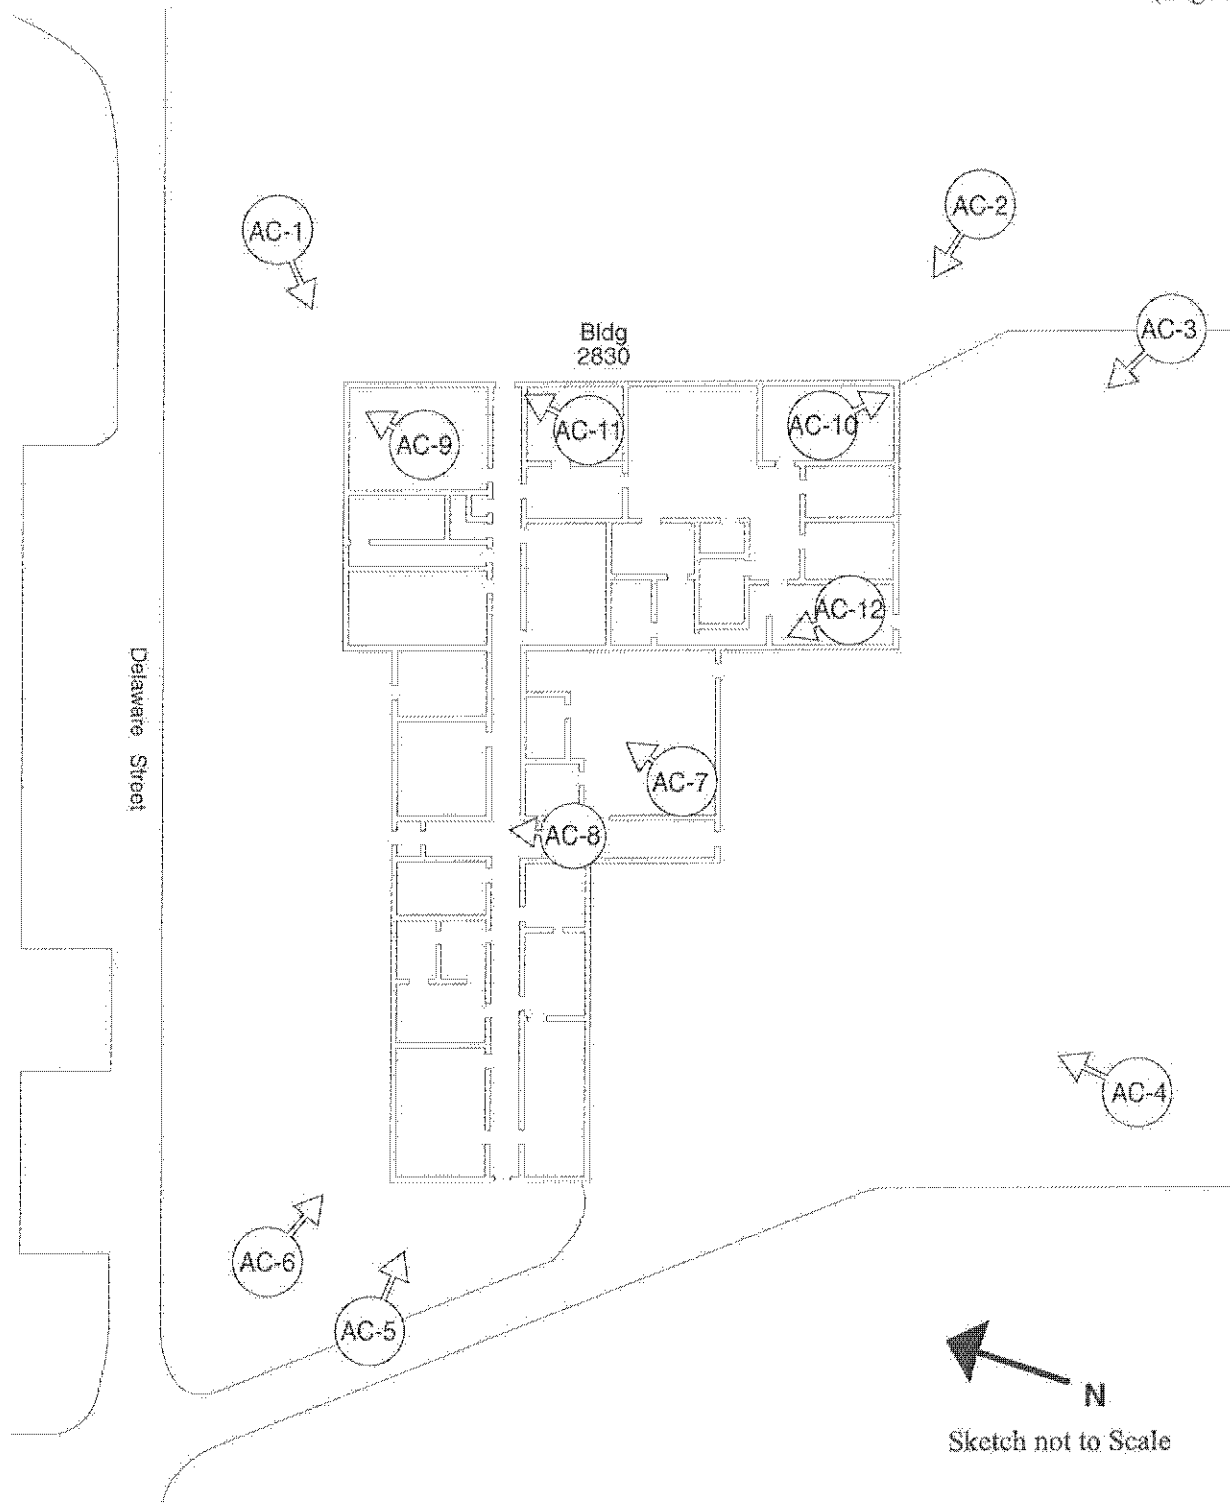 AC-1
AC-2
AC-3
Bldg
2830
AC-9
AC-11
AC-10
AC-12
Delaware Street
AC-7
AC-8
AC-4
AC-6
AC-5
N
Sketch not to Scale